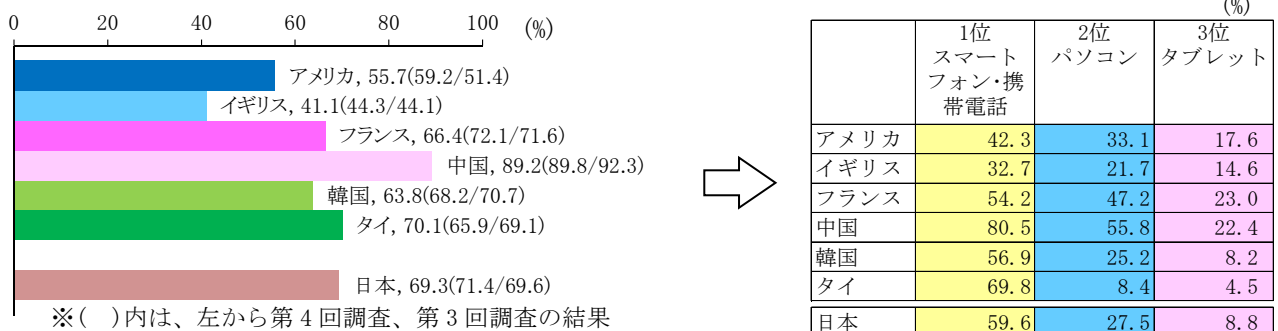 0 20 40 60 80 100 (%)
アメリカ, 55.7(59.2/51.4)
イギリス, 41.1(44.3/44.1)
フランス, 66.4(72.1/71.6)
中国, 89.2(89.8/92.3)
韓国, 63.8(68.2/70.7)
タイ, 70.1(65.9/69.1)
日本, 69.3(71.4/69.6)
※( )内は、左から第4回調査、第3回調査の結果
(%)
1位 2位 3位
スマート パソコン タブレット
フォン・携
帯電話
アメリカ 42.3 33.1 17.6
イギリス 32.7 21.7 14.6
フランス 54.2 47.2 23.0
中国 80.5 55.8 22.4
韓国 56.9 25.2 8.2
タイ 69.8 8.4 4.5
日本 59.6 27.5 8.8